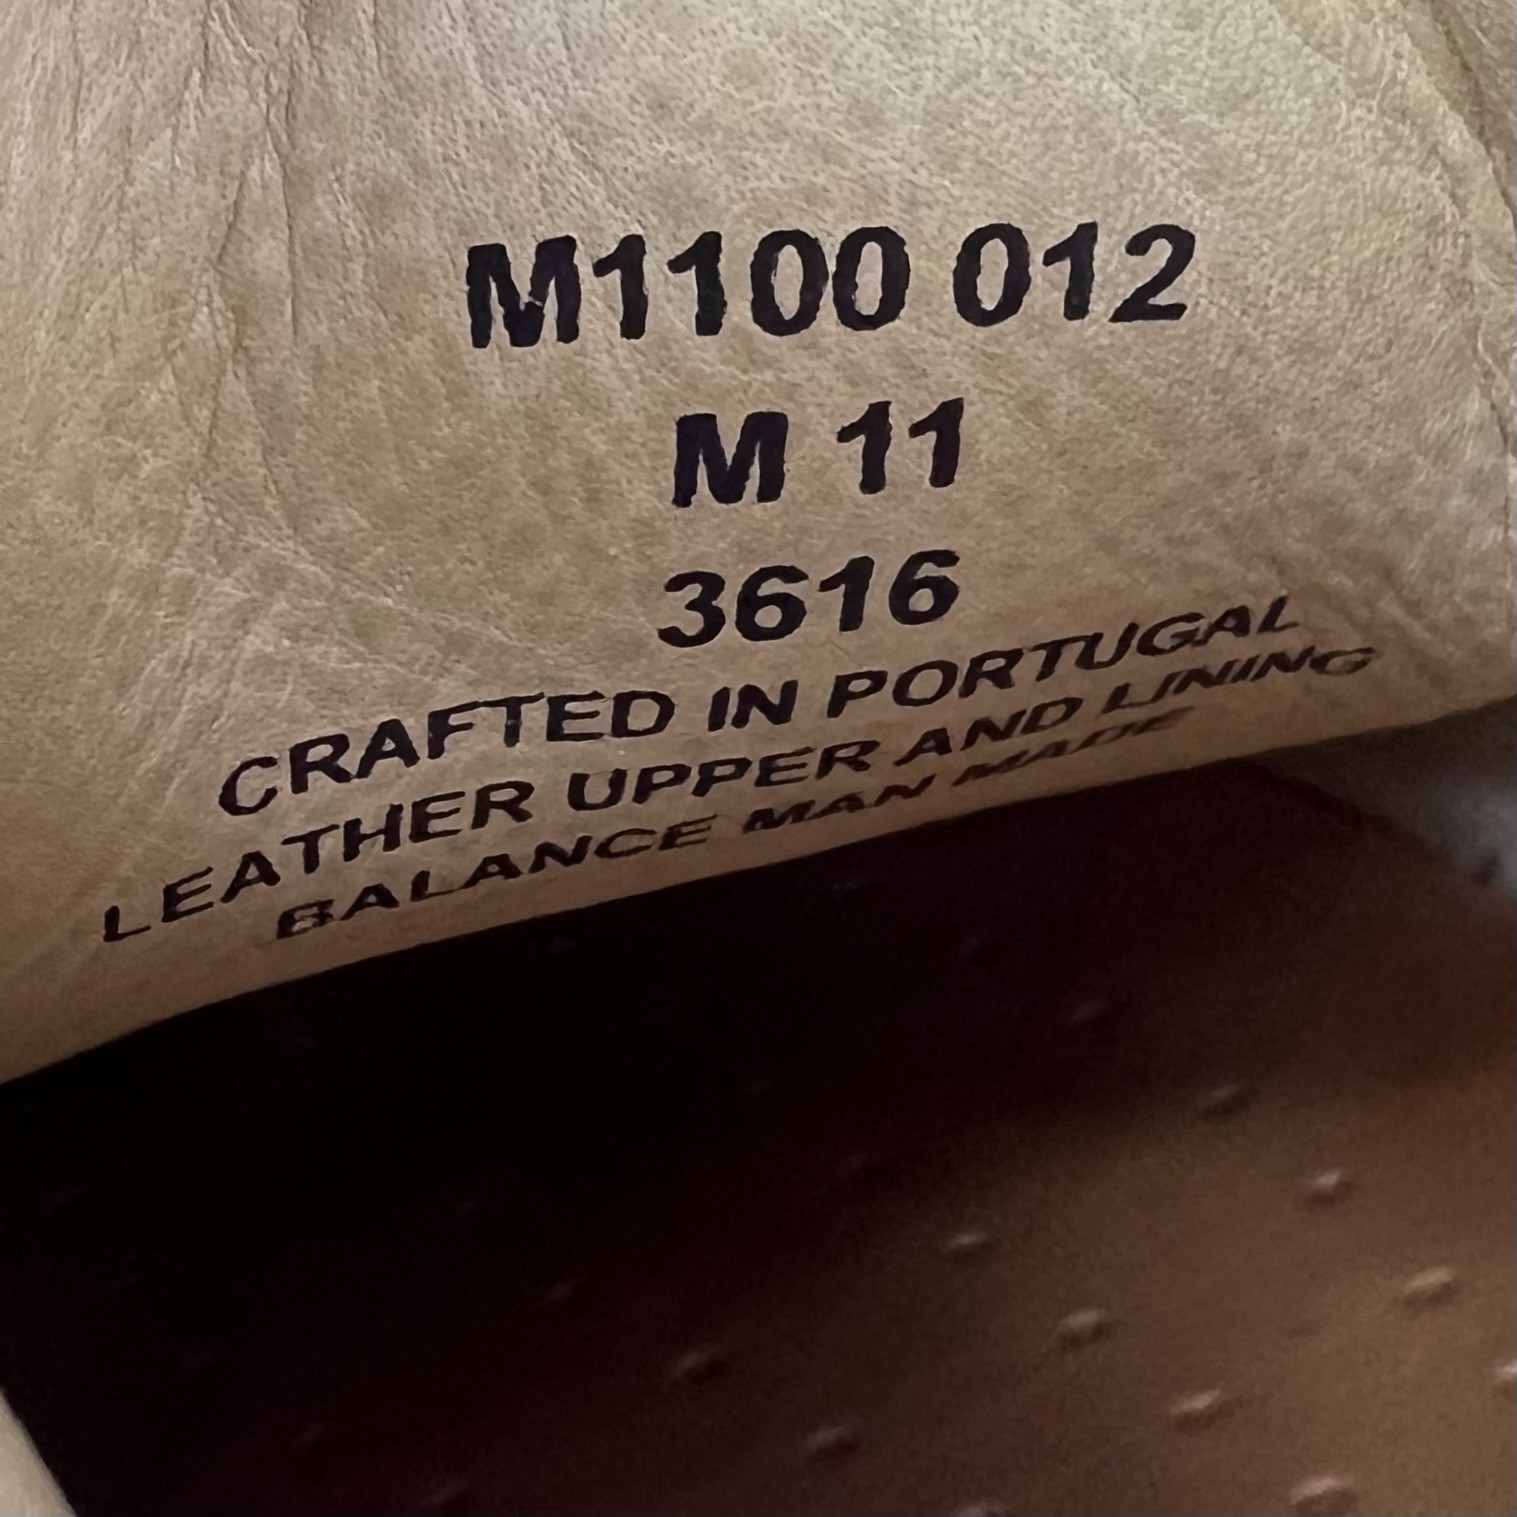 M1100 012
M 11
3616
CRAFTED IN PORTUGAL
LEATHER UPPER AND LINING
BALANCE MAN MADE